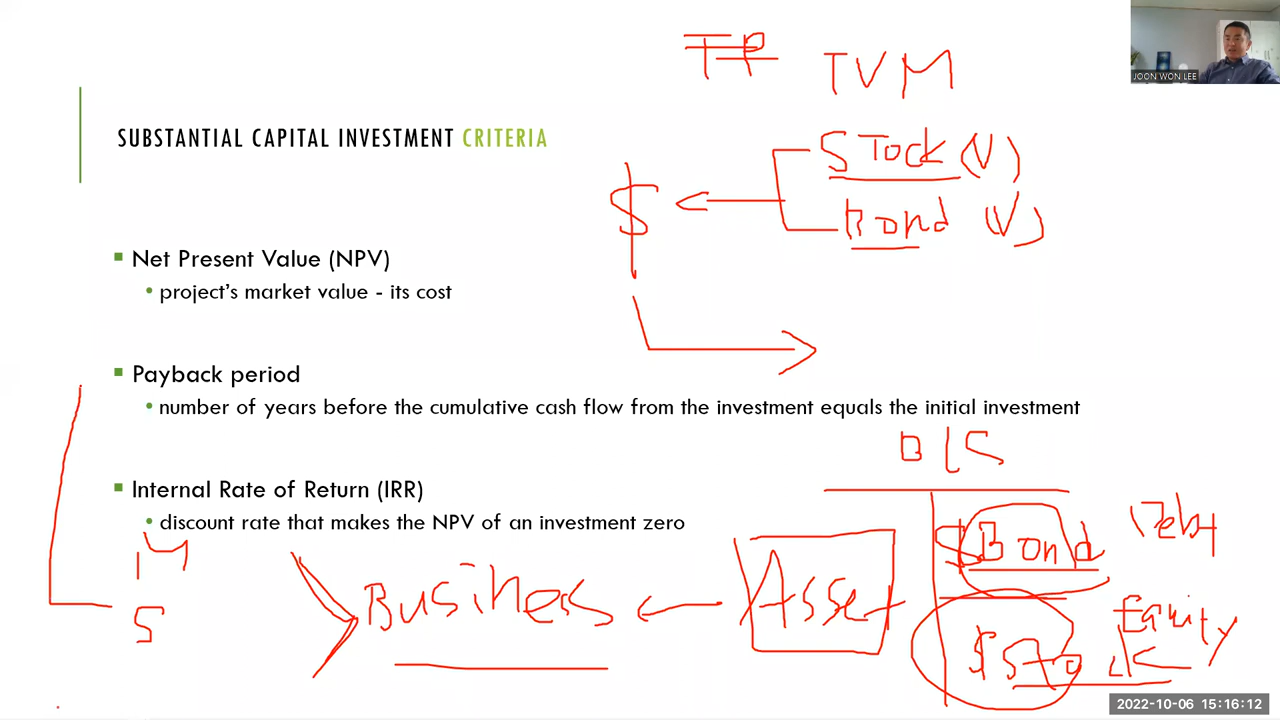 TVM
JOON WON LEE
SUBSTANTIAL CAPITAL INVESTMENT CRITERIA
STock (V)
$
Bond (V)
▪ Net Present Value (NPV)
• project's market value - its cost
▪ Payback period
• number of years before the cumulative cash flow from the investment equals the initial investment
B/S
▪ Internal Rate of Return (IRR)
• discount rate that makes the NPV of an investment zero
$Bond Debt
Business Asset
5
Equity
$Stock
2022-10-06 15:16:12